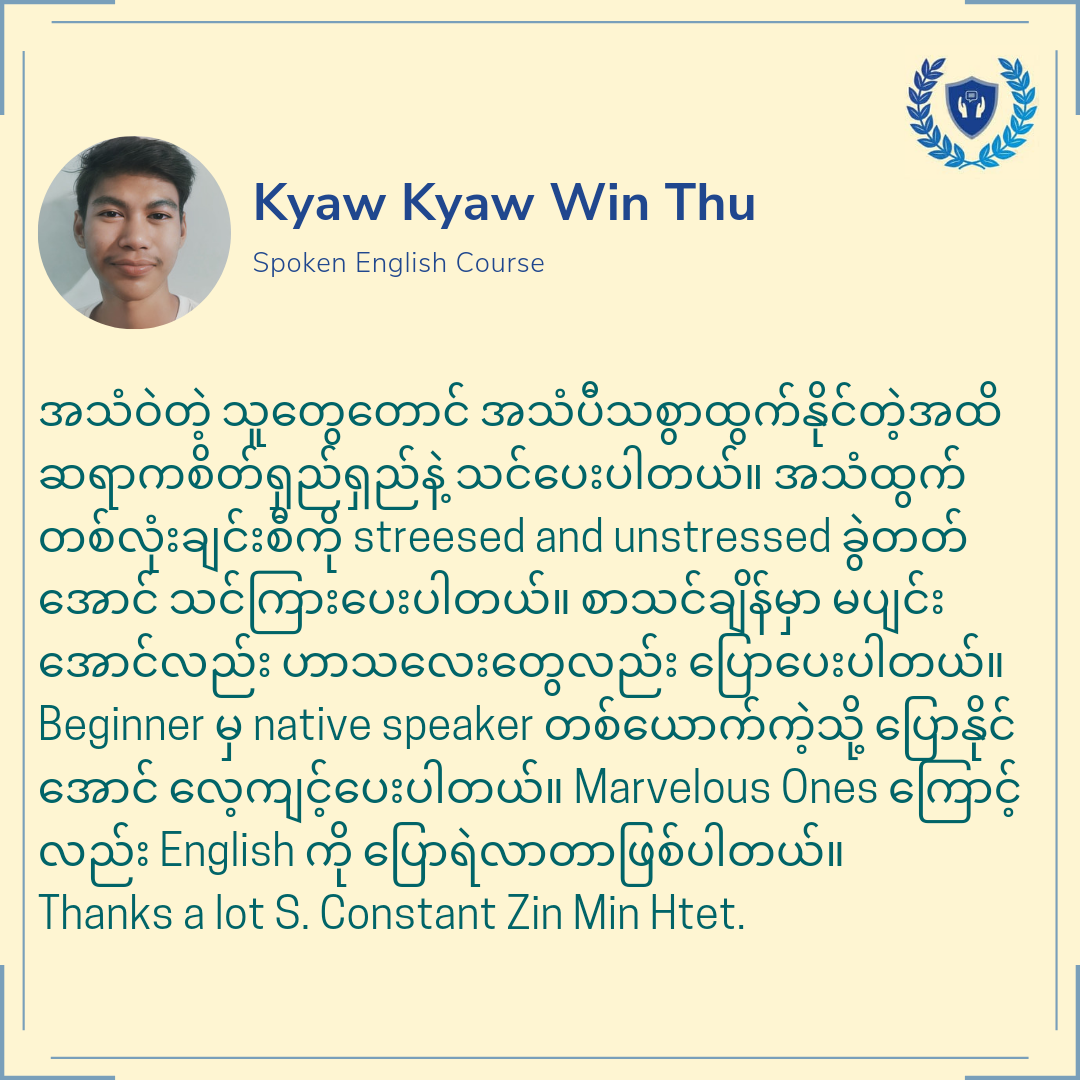 Kyaw Kyaw Win Thu
Spoken English Course
အသံဝဲတဲ့ သူတွေတောင် အသံပီသစွာထွက်နိုင်တဲ့အထိ
ဆရာကစိတ်ရှည်ရှည်နဲ့ သင်ပေးပါတယ်။ အသံထွက်
တစ်လုံးချင်းစီကို streesed and unstressed ခွဲတတ်
အောင် သင်ကြားပေးပါတယ်။ စာသင်ချိန်မှာ မပျင်း
အောင်လည်း ဟာသလေးတွေလည်း ပြောပေးပါတယ်။
Beginner မှ native speaker တစ်ယောက်ကဲ့သို့ ပြောနိုင်
အောင် လေ့ကျင့်ပေးပါတယ်။ Marvelous Ones ကြောင့်
လည်း English ကို ပြောရဲလာတာဖြစ်ပါတယ်။
Thanks a lot S. Constant Zin Min Htet.